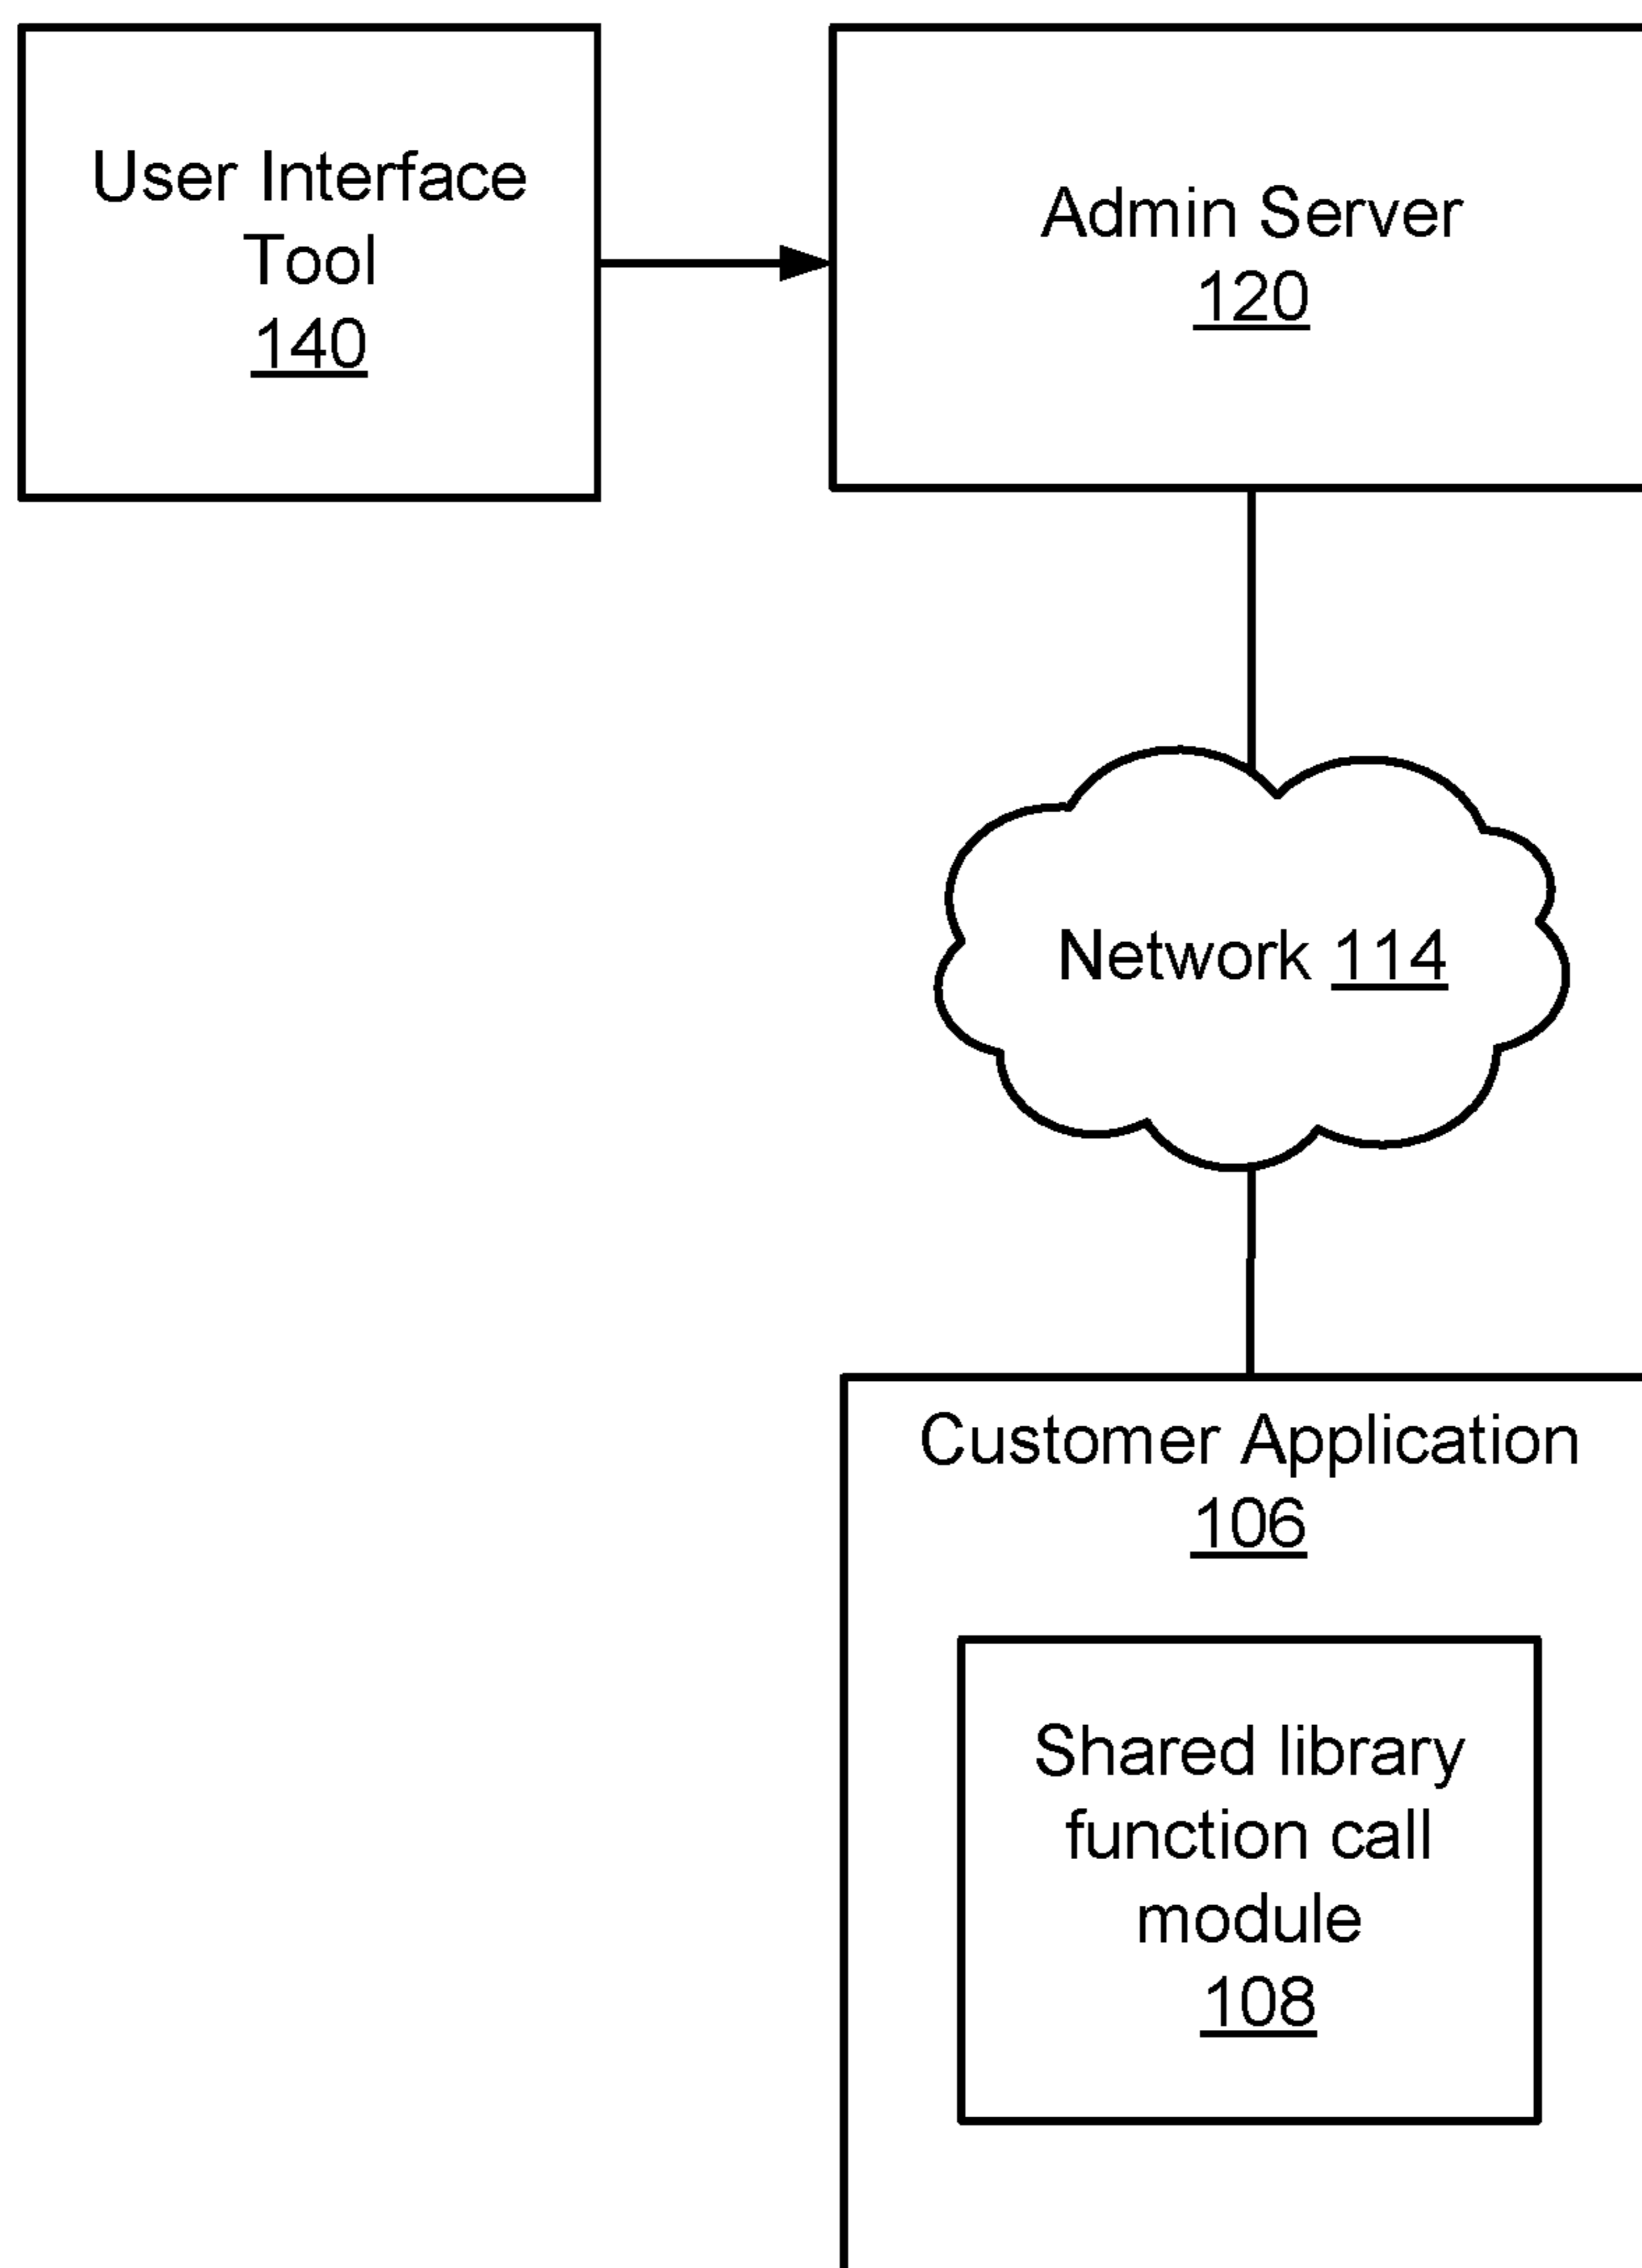 User Interface
Tool
140
Admin Server
120
Network 114
Customer Application
106
Shared library
function call
module
108